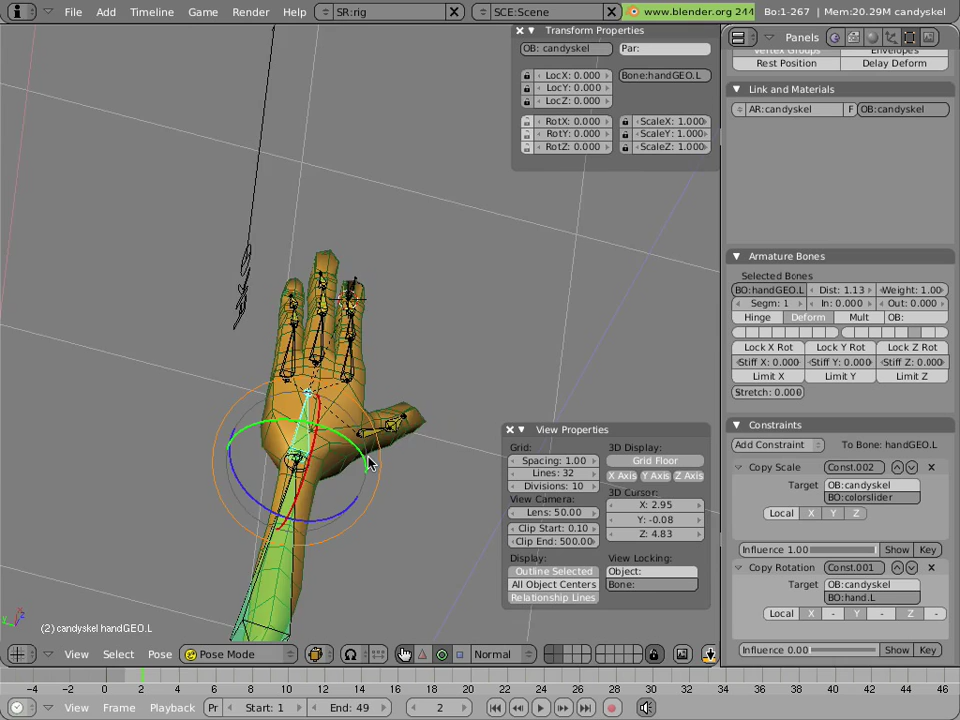 File Add Timeline Game Render Help SR:rig SCE:Scene www.blender.org 244 Bo:1-267 | Mem:20.29M candyskel
Transform Properties
OB: candyskel Par:
LocX: 0.000 Bone:handGEO.L
LocY: 0.000
LocZ: 0.000
RotX: 0.000 ScaleX: 1.000
RotY: 0.000 ScaleY: 1.000
RotZ: 0.000 ScaleZ: 1.000
Panels
Vertex Groups Envelopes
Rest Position Delay Deform
Link and Materials
AR:candyskel F OB:candyskel
Armature Bones
Selected Bones
BO:handGEO.L Dist: 1.13 Weight: 1.00
Segm: 1 In: 0.000 Out: 0.000
Hinge Deform Mult OB:
Lock X Rot Lock Y Rot Lock Z Rot
Stiff X: 0.000 Stiff Y: 0.000 Stiff Z: 0.000
Limit X Limit Y Limit Z
Stretch: 0.000
Constraints
Add Constraint To Bone: handGEO.L
Copy Scale Const.002
Target OB:candyskel
BO:colorslider
Local X Y Z
Influence 1.00 Show Key
Copy Rotation Const.001
Target OB:candyskel
BO:hand.L
Local X - Y - Z -
Influence 0.00 Show Key
View Properties
Grid: 3D Display:
Spacing: 1.00 Grid Floor
Lines: 32 X Axis Y Axis Z Axis
Divisions: 10
View Camera: 3D Cursor:
Lens: 50.00 X: 2.95
Clip Start: 0.10 Y: -0.08
Clip End: 500.00 Z: 4.83
Display: View Locking:
Outline Selected Object:
All Object Centers Bone:
Relationship Lines
(2) candyskel handGEO.L
View Select Pose Pose Mode Normal
-4 -2 0 2 4 6 8 10 12 14 16 18 20 22 24 26 28 30 32 34 36 38 40 42 44 46
View Frame Playback Pr Start: 1 End: 49 2